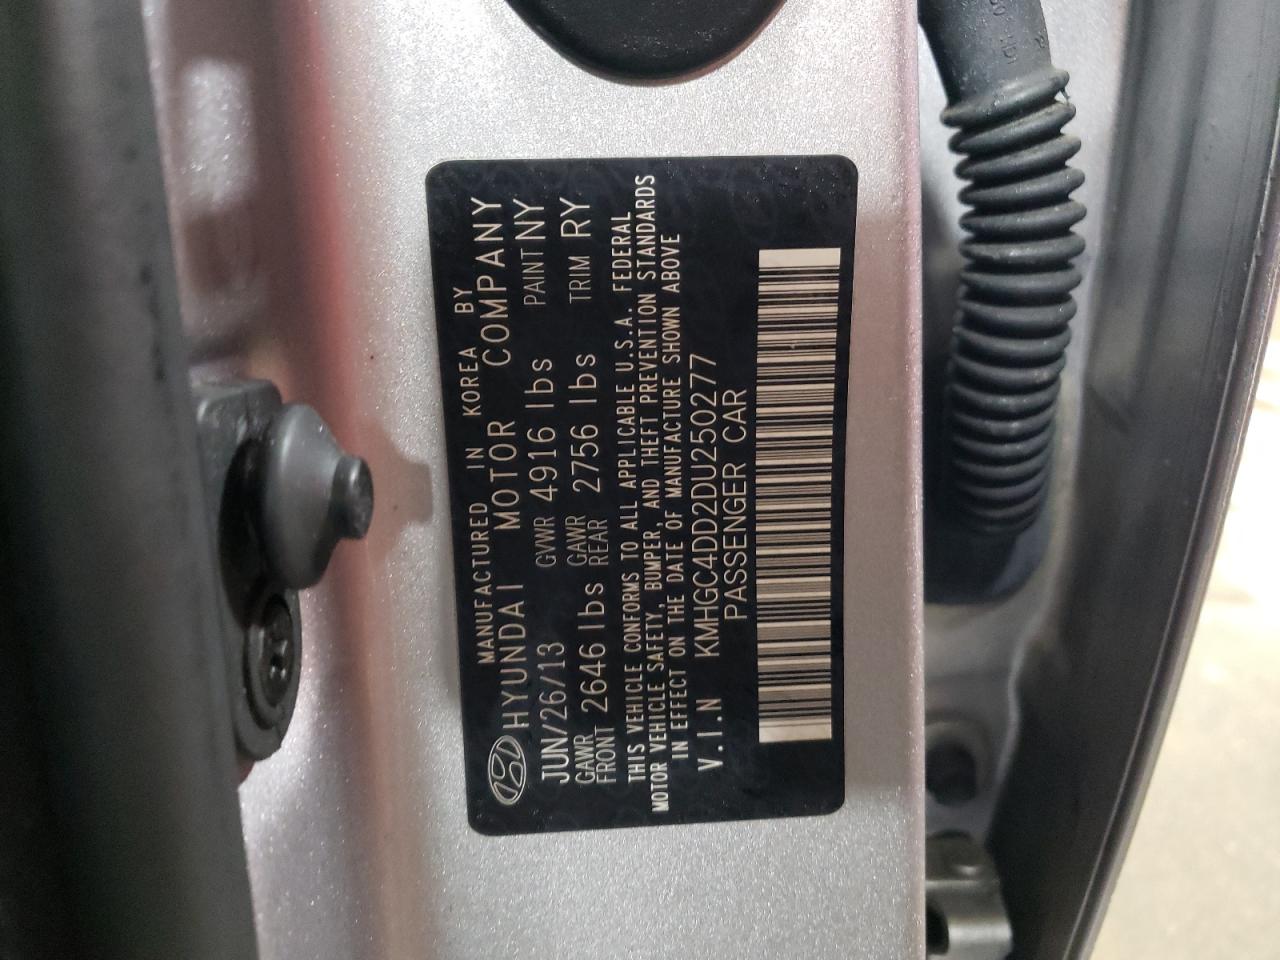 MANUFACTURED IN KOREA BY
HYUNDAI MOTOR COMPANY
JUN/26/13 GVWR 4916 lbs PAINT NY
GAWR FRONT 2646 lbs GAWR REAR 2756 lbs TRIM RY
THIS VEHICLE CONFORMS TO ALL APPLICABLE U.S.A. FEDERAL
MOTOR VEHICLE SAFETY, BUMPER, AND THEFT PREVENTION STANDARDS
IN EFFECT ON THE DATE OF MANUFACTURE SHOWN ABOVE
V.I.N KMHGC4DD2DU250277
PASSENGER CAR